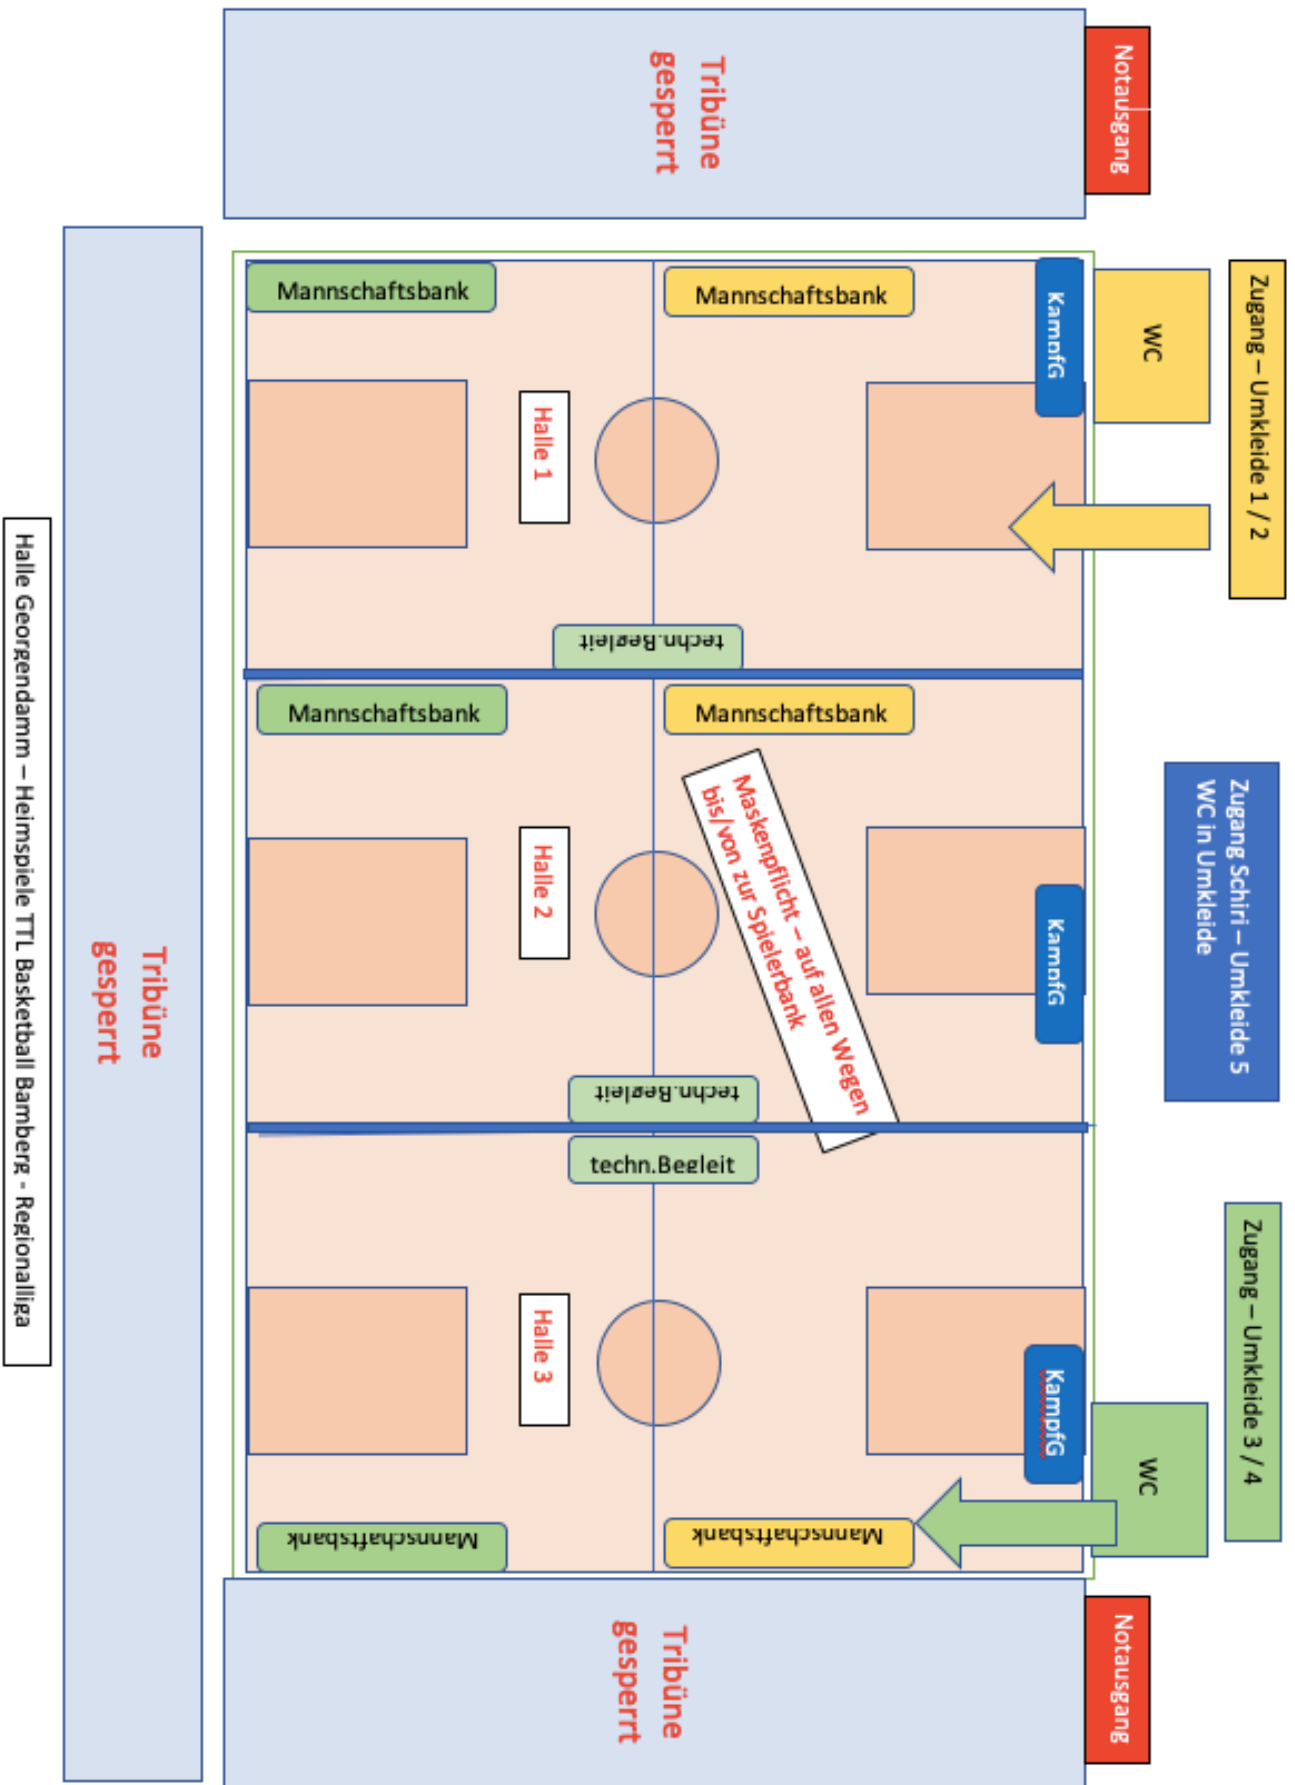 Notausgang
Tribüne
gesperrt
Zugang – Umkleide 1 / 2
WC
KampfG
Mannschaftsbank
Mannschaftsbank
Halle 1
techn.Begleit
Zugang Schiri – Umkleide 5
WC in Umkleide
Mannschaftsbank
Mannschaftsbank
Maskenpflicht – auf allen Wegen
bis/von zur Spielerbank
KampfG
Halle 2
techn.Begleit
techn.Begleit
Zugang – Umkleide 3 / 4
WC
KampfG
Halle 3
Mannschaftsbank
Mannschaftsbank
Notausgang
Tribüne
gesperrt
Tribüne
gesperrt
Halle Georgendamm – Heimspiele TTL Basketball Bamberg - Regionalliga